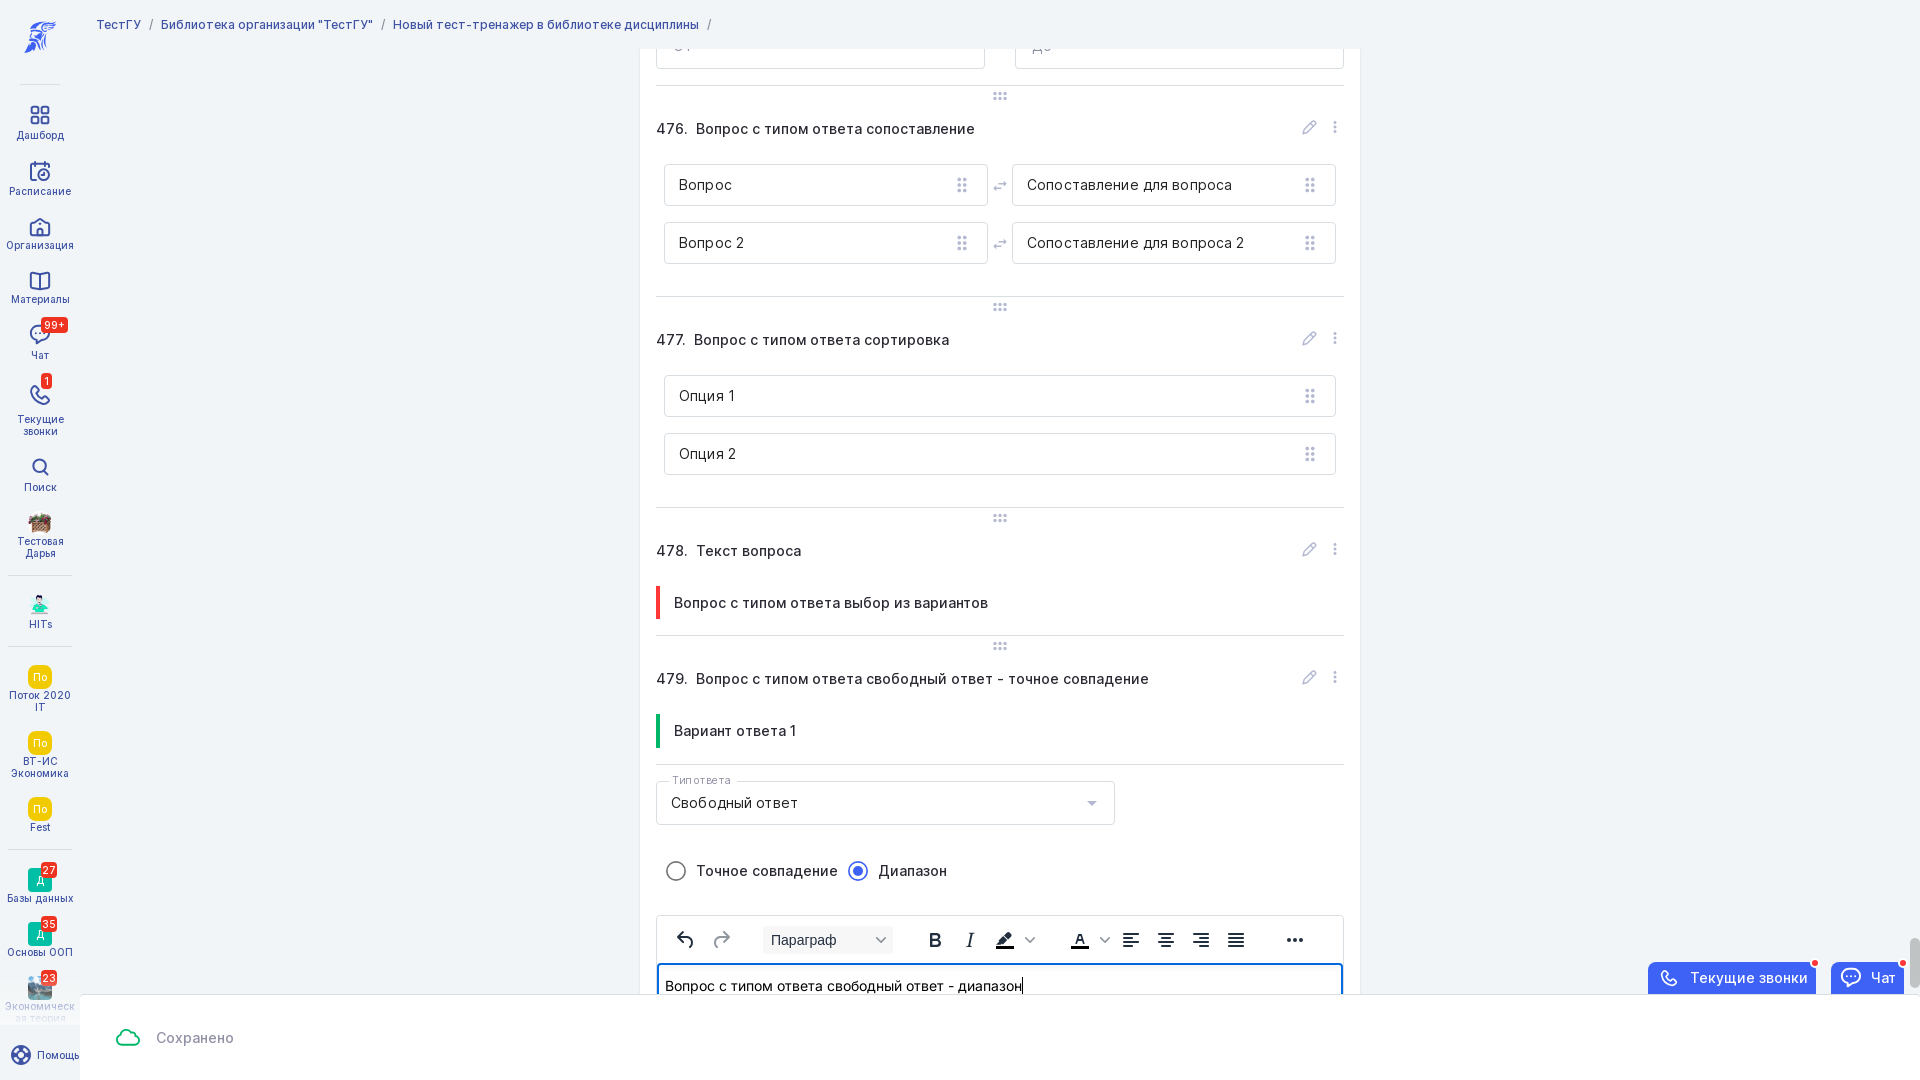 ТестГУ / Библиотека организации "ТестГУ" / Новый тест-тренажер в библиотеке дисциплины /
Дашборд
Расписание
Организация
Материалы
99+
Чат
1
Текущие
звонки
Поиск
Тестовая
Дарья
HITs
По
Поток 2020
IT
По
ВТ-ИС
Экономика
По
Fest
27
Д
Базы данных
35
Д
Основы ООП
23
Экономическ
ая теория
Помощь
476. Вопрос с типом ответа сопоставление
Вопрос
Сопоставление для вопроса
Вопрос 2
Сопоставление для вопроса 2
477. Вопрос с типом ответа сортировка
Опция 1
Опция 2
478. Текст вопроса
Вопрос с типом ответа выбор из вариантов
479. Вопрос с типом ответа свободный ответ - точное совпадение
Вариант ответа 1
Тип ответа
Свободный ответ
Точное совпадение
Диапазон
Параграф
B I A
Вопрос с типом ответа свободный ответ - диапазон
Текущие звонки
Чат
Сохранено